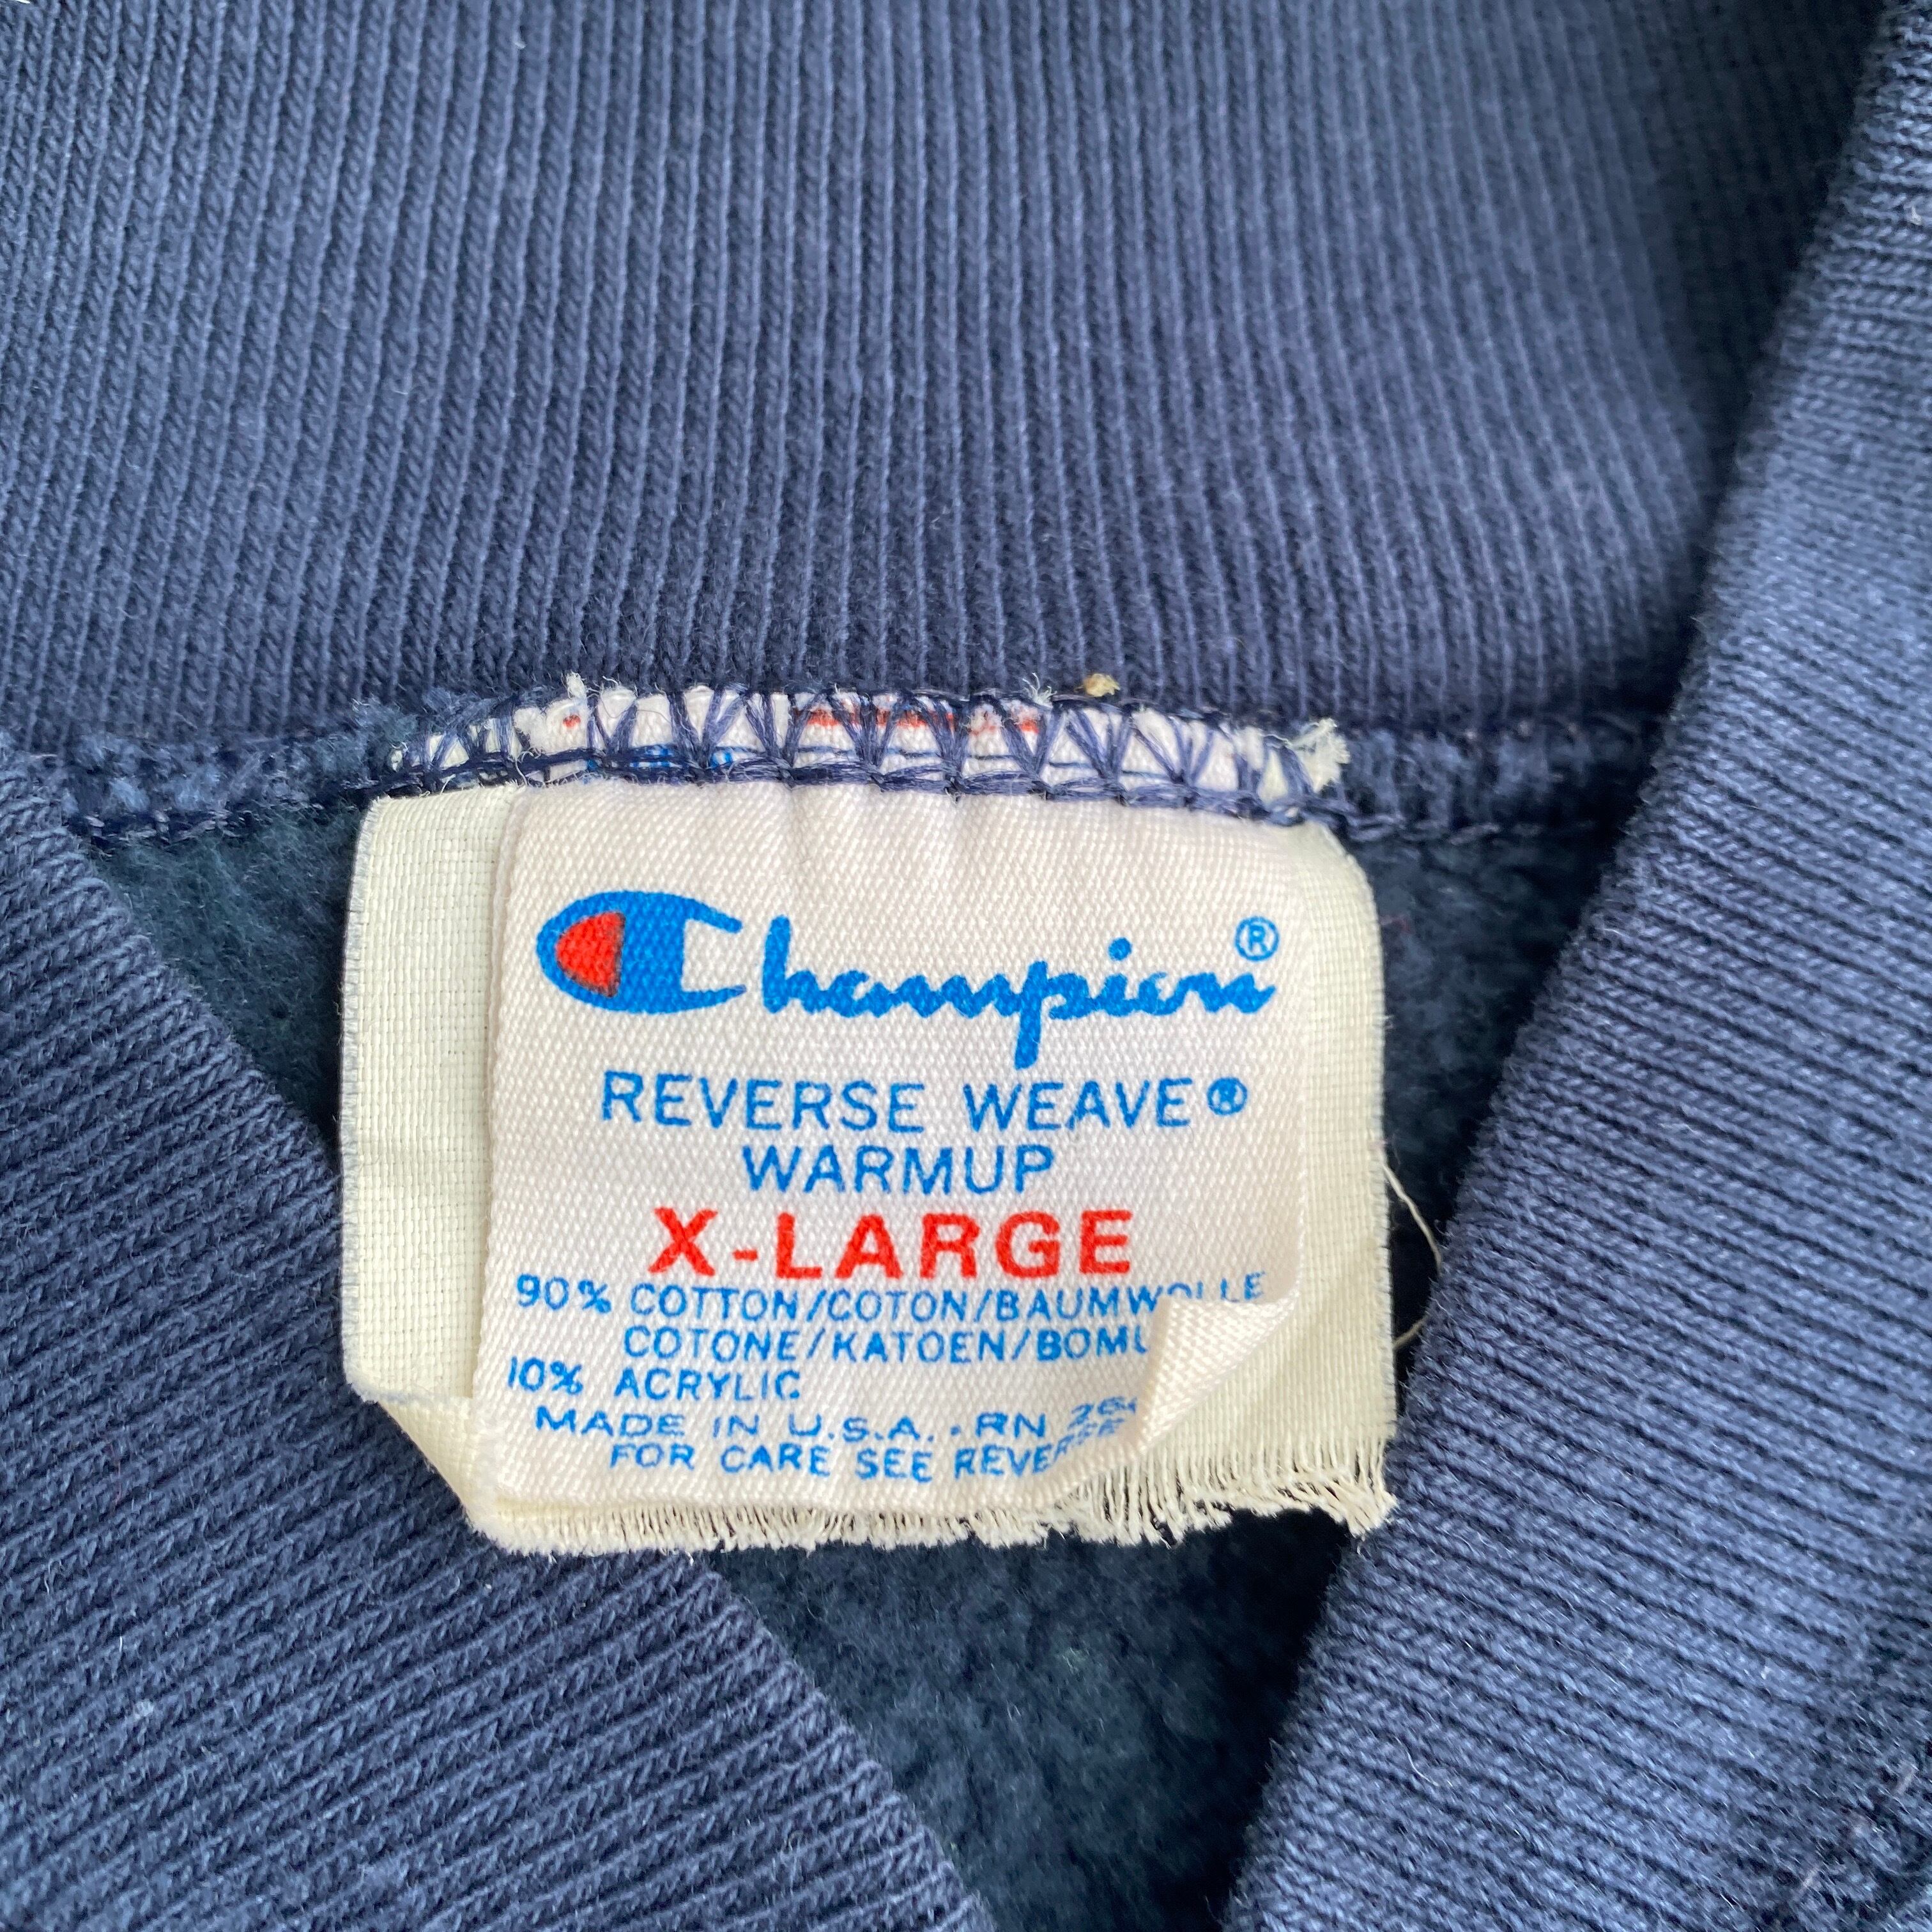 Champion®
REVERSE WEAVE®
WARMUP
X-LARGE
90% COTTON/COTON/BAUMWOLLE
COTONE/KATOEN/
10% ACRYLIC
MADE IN U.S.A. · RN
FOR CARE SEE